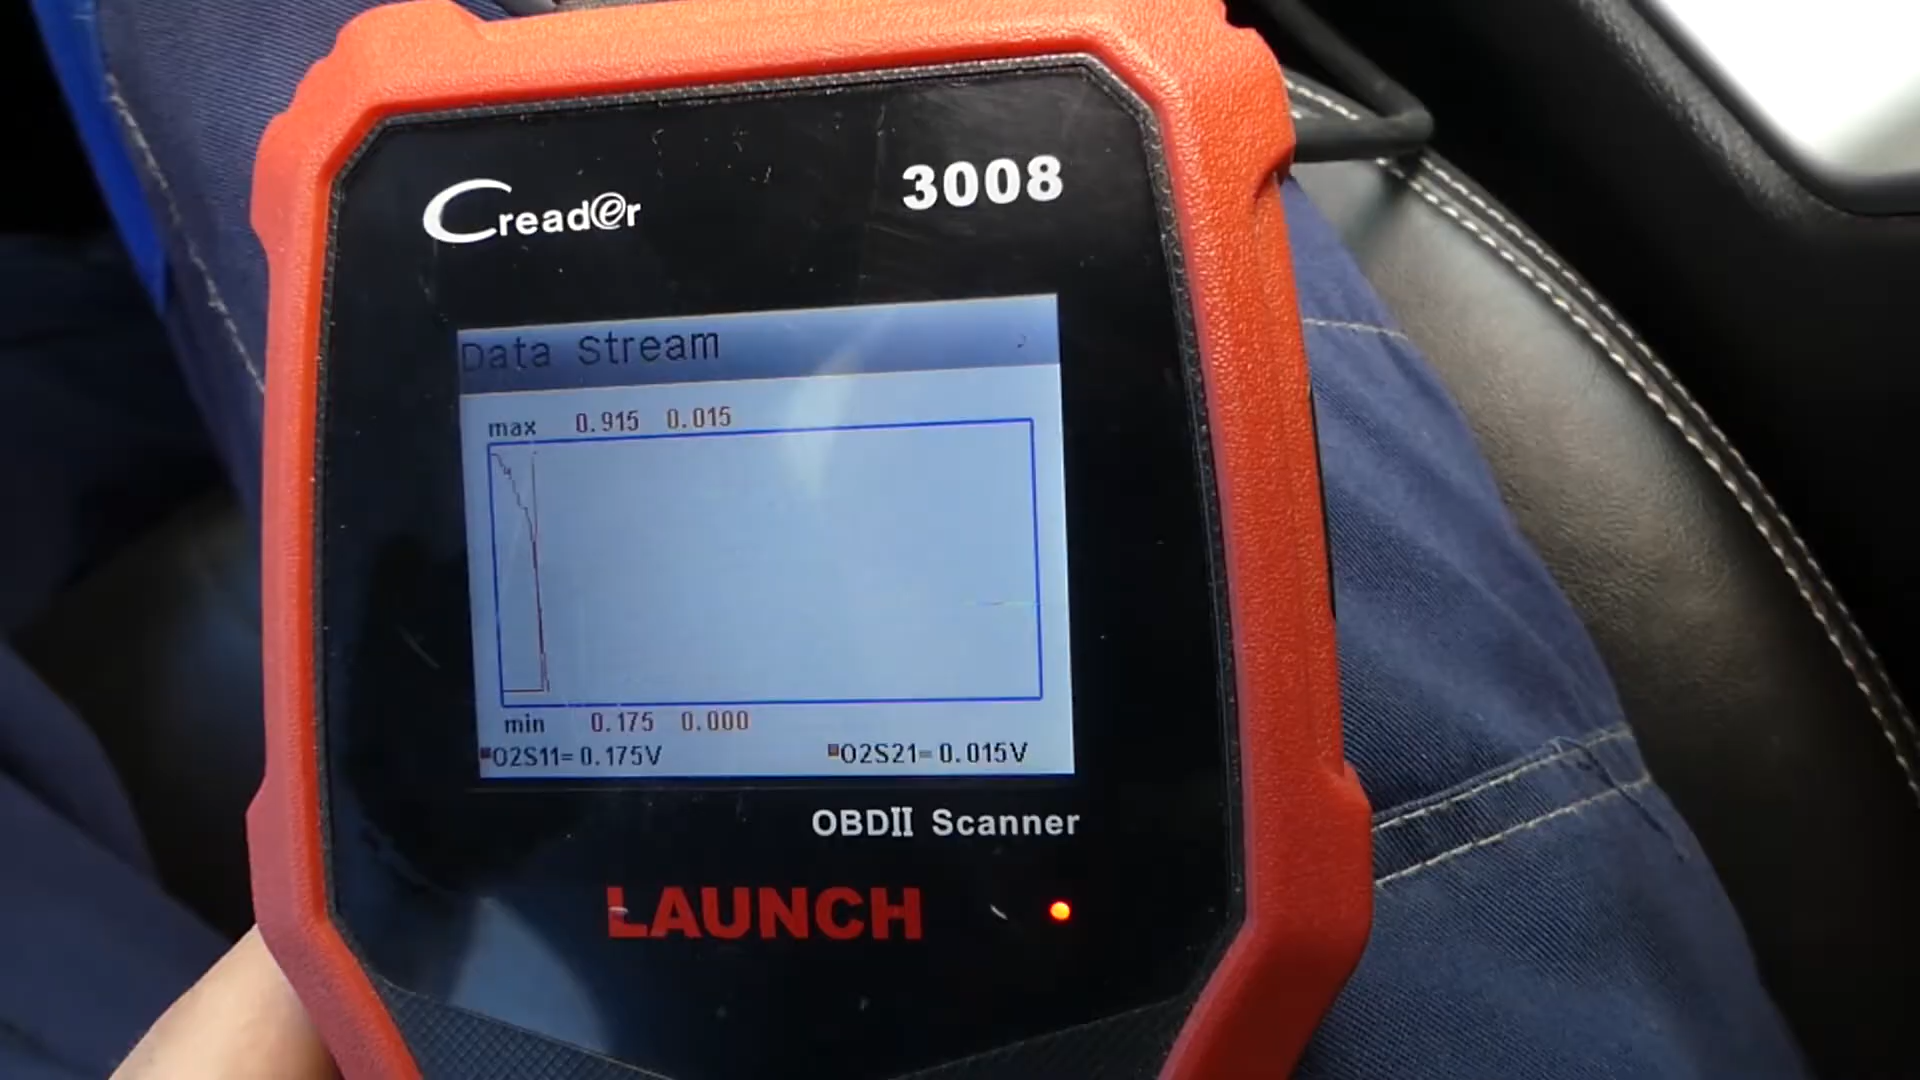 Creader
3008
Data Stream
max 0.915 0.015
min 0.175 0.000
O2S11=0.175V O2S21=0.015V
OBDII Scanner
LAUNCH